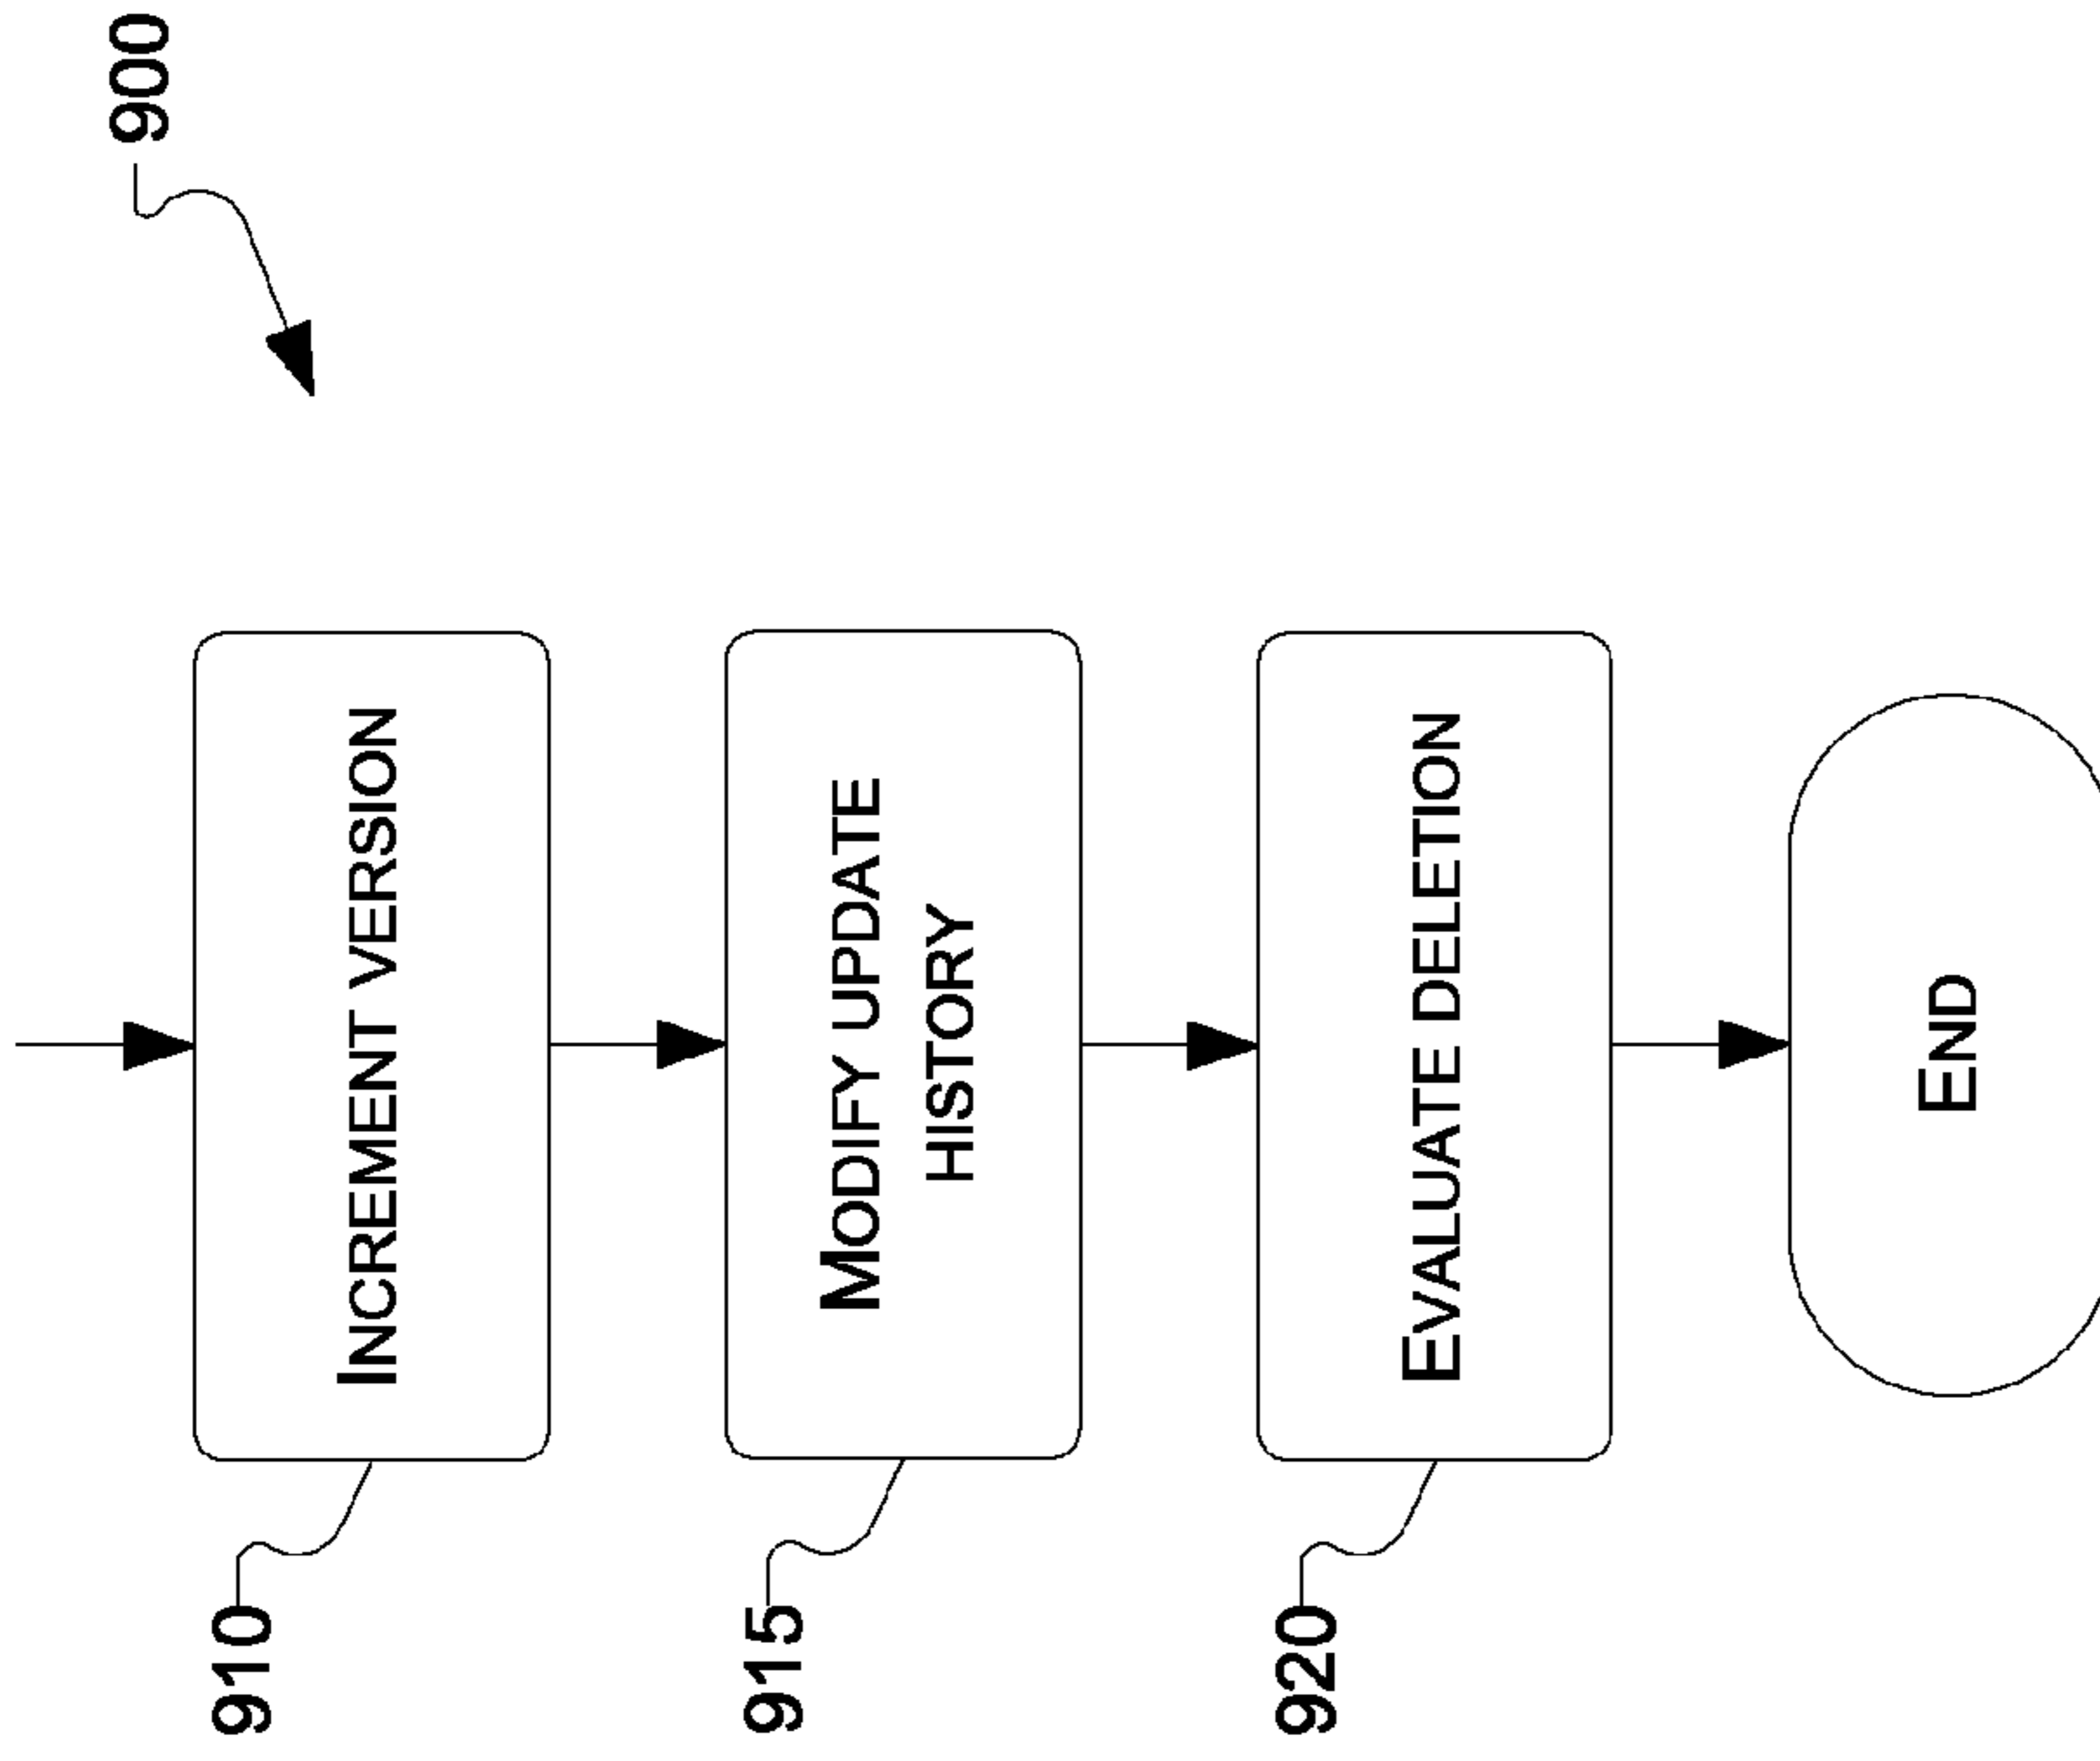 900
910
INCREMENT VERSION
915
MODIFY UPDATE
HISTORY
920
EVALUATE DELETION
END